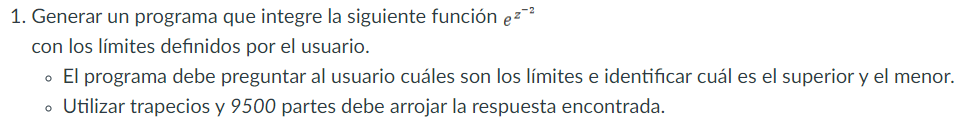 1. Generar un programa que integre la siguiente función e^{z^{-2}}
con los límites definidos por el usuario.
◦ El programa debe preguntar al usuario cuáles son los límites e identificar cuál es el superior y el menor.
◦ Utilizar trapecios y 9500 partes debe arrojar la respuesta encontrada.